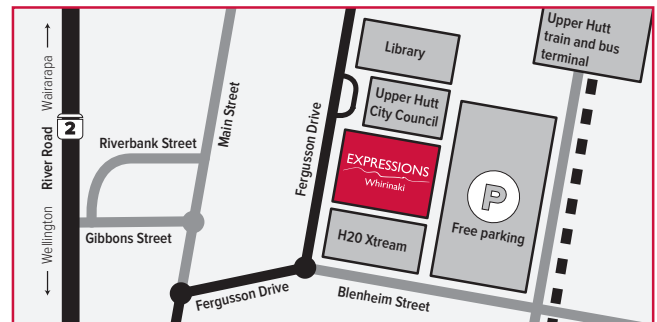 Upper Hutt
train and bus
terminal
Library
Wairarapa
Upper Hutt
City Council
Main Street
Fergusson Drive
2
River Road
Riverbank Street
EXPRESSIONS
Whirinaki
P
Free parking
Wellington
Gibbons Street
H20 Xtream
Fergusson Drive
Blenheim Street